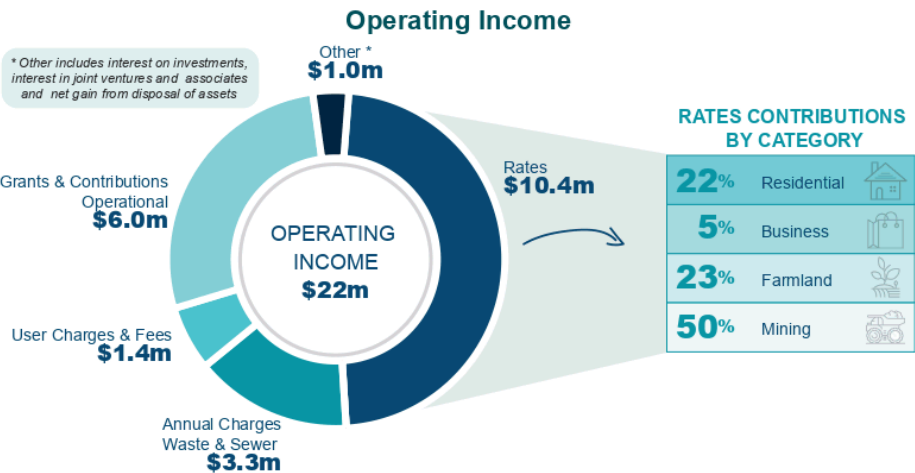 Operating Income
* Other includes interest on investments,
interest in joint ventures and associates
and net gain from disposal of assets
Other *
$1.0m
Rates
$10.4m
Grants & Contributions
Operational
$6.0m
OPERATING
INCOME
$22m
User Charges & Fees
$1.4m
Annual Charges
Waste & Sewer
$3.3m
RATES CONTRIBUTIONS
BY CATEGORY
22% Residential
5% Business
23% Farmland
50% Mining